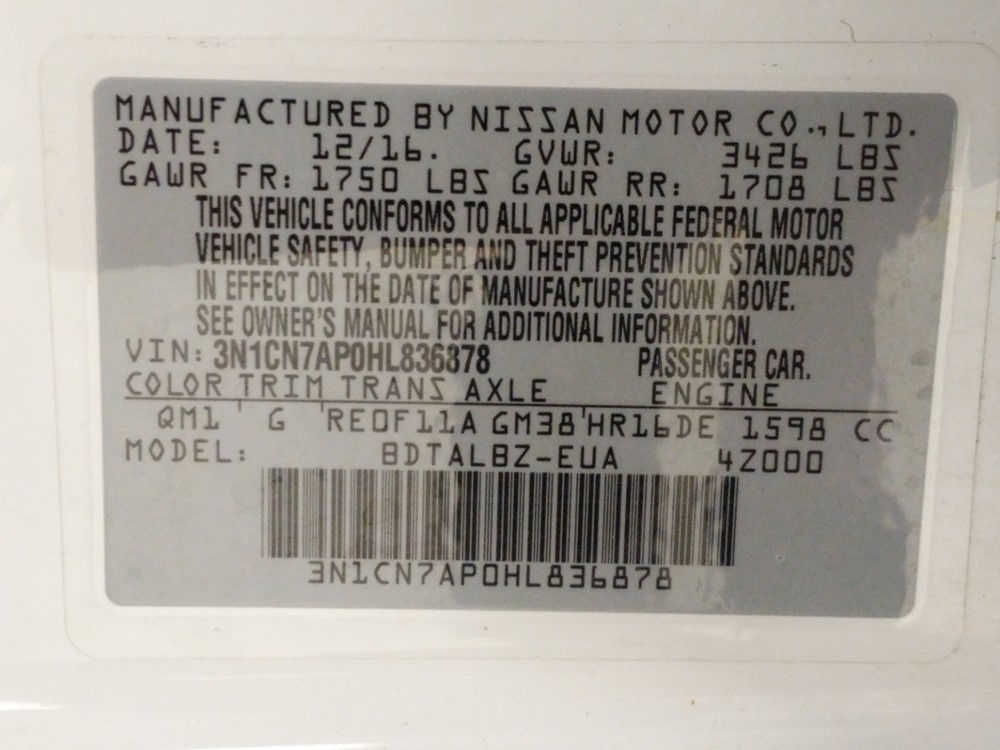 MANUFACTURED BY NISSAN MOTOR CO., LTD.
DATE: 12/16. GVWR: 3426 LBS
GAWR FR: 1750 LBS GAWR RR: 1708 LBS
THIS VEHICLE CONFORMS TO ALL APPLICABLE FEDERAL MOTOR
VEHICLE SAFETY, BUMPER AND THEFT PREVENTION STANDARDS
IN EFFECT ON THE DATE OF MANUFACTURE SHOWN ABOVE.
SEE OWNER'S MANUAL FOR ADDITIONAL INFORMATION.
VIN: 3N1CN7AP0HL836878 PASSENGER CAR.
COLOR TRIM TRANS AXLE ENGINE
QM1 ' G ' RE0F11A GM38 ' HR16DE 1598 CC
MODEL: BDTALBZ-EUA 4Z000
3N1CN7AP0HL836878